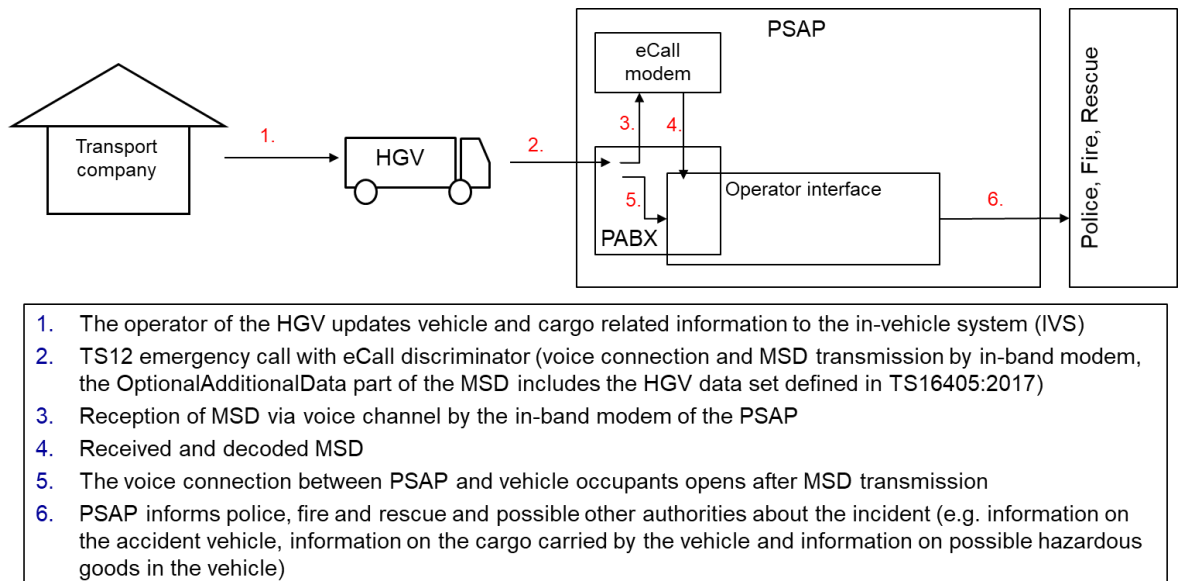 PSAP
eCall
modem
Transport
company
1.
HGV
2.
3.
4.
5.
PABX
Operator interface
6.
Police, Fire, Rescue
1. The operator of the HGV updates vehicle and cargo related information to the in-vehicle system (IVS)
2. TS12 emergency call with eCall discriminator (voice connection and MSD transmission by in-band modem,
the OptionalAdditionalData part of the MSD includes the HGV data set defined in TS16405:2017)
3. Reception of MSD via voice channel by the in-band modem of the PSAP
4. Received and decoded MSD
5. The voice connection between PSAP and vehicle occupants opens after MSD transmission
6. PSAP informs police, fire and rescue and possible other authorities about the incident (e.g. information on
the accident vehicle, information on the cargo carried by the vehicle and information on possible hazardous
goods in the vehicle)